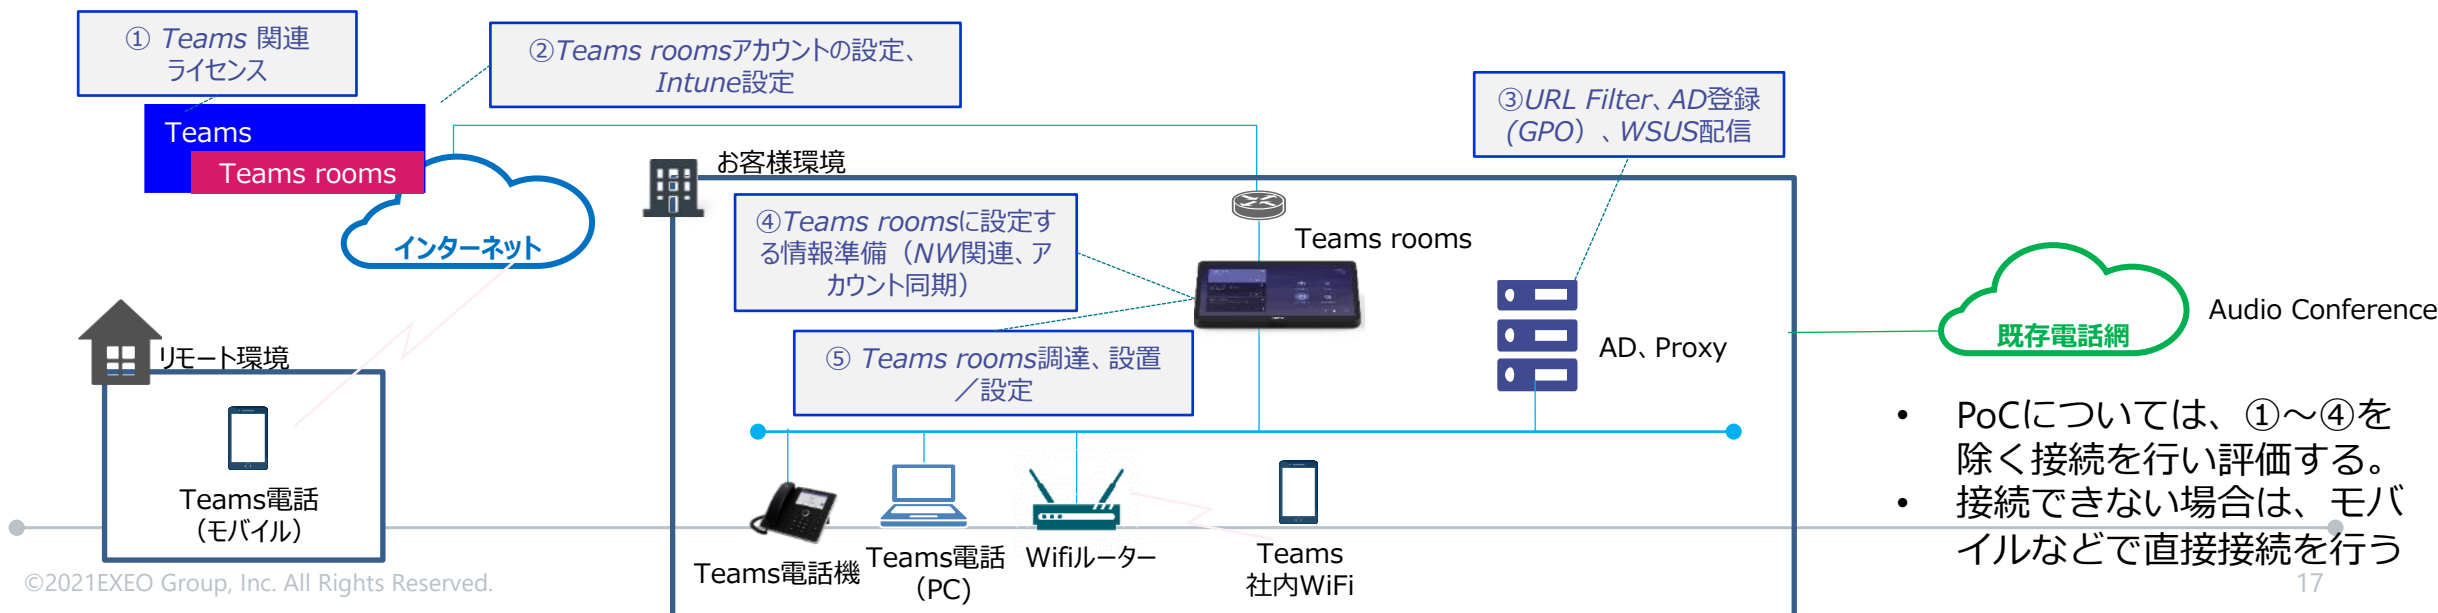 ① Teams 関連
ライセンス
②Teams roomsアカウントの設定、
Intune設定
③URL Filter、AD登録
(GPO）、WSUS配信
Teams
Teams rooms
インターネット
お客様環境
④Teams roomsに設定す
る情報準備（NW関連、ア
カウント同期）
Teams rooms
⑤ Teams rooms調達、設置
／設定
AD、Proxy
既存電話網
Audio Conference
リモート環境
Teams電話
（モバイル）
Teams電話機
Teams電話
（PC)
Wifiルーター
Teams
社内WiFi
• PoCについては、①～④を
除く接続を行い評価する。
• 接続できない場合は、モバ
イルなどで直接接続を行う
©2021EXEO Group, Inc. All Rights Reserved.
17